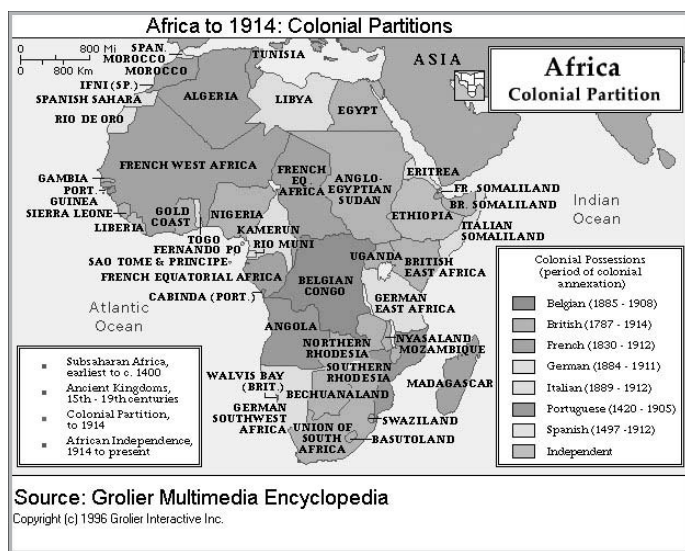 Africa to 1914: Colonial Partitions
0 800 Mi
0 800 Km
SPAN.
MOROCCO
MOROCCO
IFNI (SP.)
SPANISH SAHARA
RIO DE ORO
TUNISIA
ALGERIA
LIBYA
EGYPT
ASIA
Africa
Colonial Partition
FRENCH WEST AFRICA
FRENCH
EQ.
AFRICA
ANGLO-
EGYPTIAN
SUDAN
ERITREA
FR. SOMALILAND
BR. SOMALILAND
ETHIOPIA
ITALIAN
SOMALILAND
Indian
Ocean
GAMBIA
PORT.
GUINEA
SIERRA LEONE
LIBERIA
GOLD
COAST
NIGERIA
TOGO
KAMERUN
FERNANDO PO
RIO MUNI
SAO TOME & PRINCIPE
FRENCH EQUATORIAL AFRICA
CABINDA (PORT.)
UGANDA
BRITISH
EAST AFRICA
BELGIAN
CONGO
GERMAN
EAST AFRICA
Atlantic
Ocean
ANGOLA
NORTHERN
RHODESIA
NYASALAND
MOZAMBIQUE
SOUTHERN
RHODESIA
MADAGASCAR
WALVIS BAY
(BRIT.)
BECHUANALAND
GERMAN
SOUTHWEST
AFRICA
UNION OF
SOUTH
AFRICA
SWAZILAND
BASUTOLAND
Colonial Possessions
(period of colonial
annexation)
Belgian (1885 - 1908)
British (1787 - 1914)
French (1830 - 1912)
German (1884 - 1911)
Italian (1889 - 1912)
Portuguese (1420 - 1905)
Spanish (1497 -1912)
Independent
Subsaharan Africa,
earliest to c. 1400
Ancient Kingdoms,
15th - 19th centuries
Colonial Partition,
to 1914
African Independence,
1914 to present
Source: Grolier Multimedia Encyclopedia
Copyright (c) 1996 Grolier Interactive Inc.